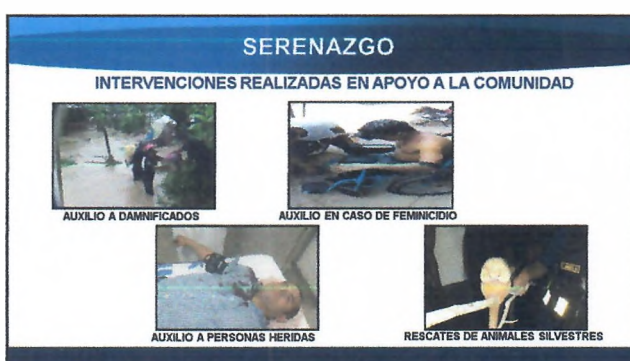 SERENAZGO
INTERVENCIONES REALIZADAS EN APOYO A LA COMUNIDAD
AUXILIO A DAMNIFICADOS
AUXILIO EN CASO DE FEMINICIDIO
AUXILIO A PERSONAS HERIDAS
RESCATES DE ANIMALES SILVESTRES